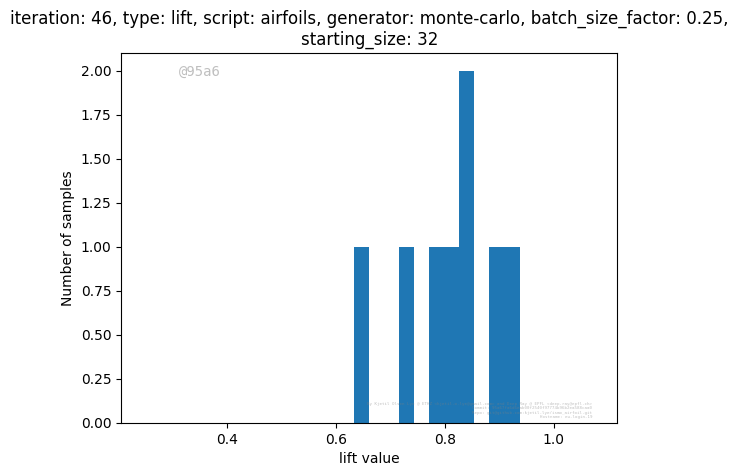 iteration: 46, type: lift, script: airfoils, generator: monte-carlo, batch_size_factor: 0.25,
starting_size: 32
@95a6
2.00
1.75
1.50
1.25
1.00
0.75
0.50
0.25
0.00
Number of samples
0.4
0.6
0.8
1.0
lift value